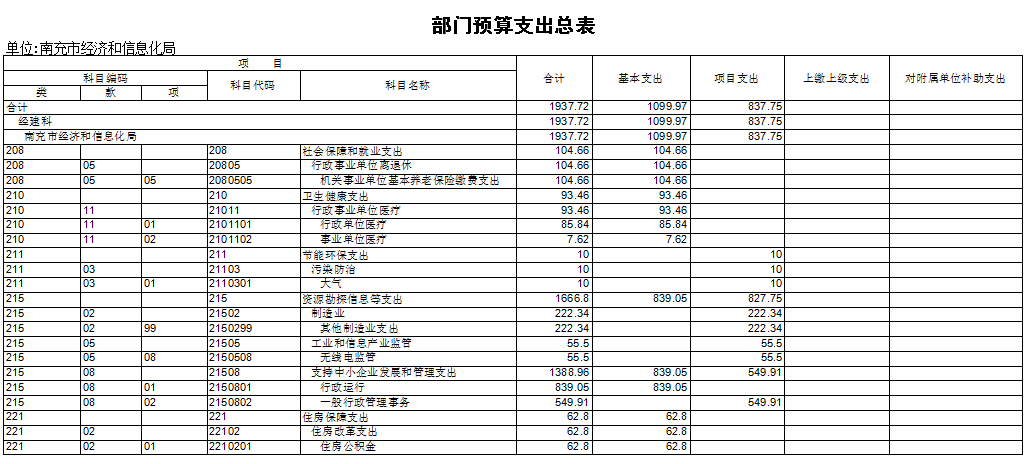 部门预算支出总表
单位:南充市经济和信息化局
项 目 合计 基本支出 项目支出 上缴上级支出 对附属单位补助支出
科目编码 科目代码 科目名称
类 款 项
合计 1937.72 1099.97 837.75
经建科 1937.72 1099.97 837.75
南充市经济和信息化局 1937.72 1099.97 837.75
208 208 社会保障和就业支出 104.66 104.66
208 05 20805 行政事业单位离退休 104.66 104.66
208 05 05 2080505 机关事业单位基本养老保险缴费支出 104.66 104.66
210 210 卫生健康支出 93.46 93.46
210 11 21011 行政事业单位医疗 93.46 93.46
210 11 01 2101101 行政单位医疗 85.84 85.84
210 11 02 2101102 事业单位医疗 7.62 7.62
211 211 节能环保支出 10 10
211 03 21103 污染防治 10 10
211 03 01 2110301 大气 10 10
215 215 资源勘探信息等支出 1666.8 839.05 827.75
215 02 21502 制造业 222.34 222.34
215 02 99 2150299 其他制造业支出 222.34 222.34
215 05 21505 工业和信息产业监管 55.5 55.5
215 05 08 2150508 无线电监管 55.5 55.5
215 08 21508 支持中小企业发展和管理支出 1388.96 839.05 549.91
215 08 01 2150801 行政运行 839.05 839.05
215 08 02 2150802 一般行政管理事务 549.91 549.91
221 221 住房保障支出 62.8 62.8
221 02 22102 住房改革支出 62.8 62.8
221 02 01 2210201 住房公积金 62.8 62.8